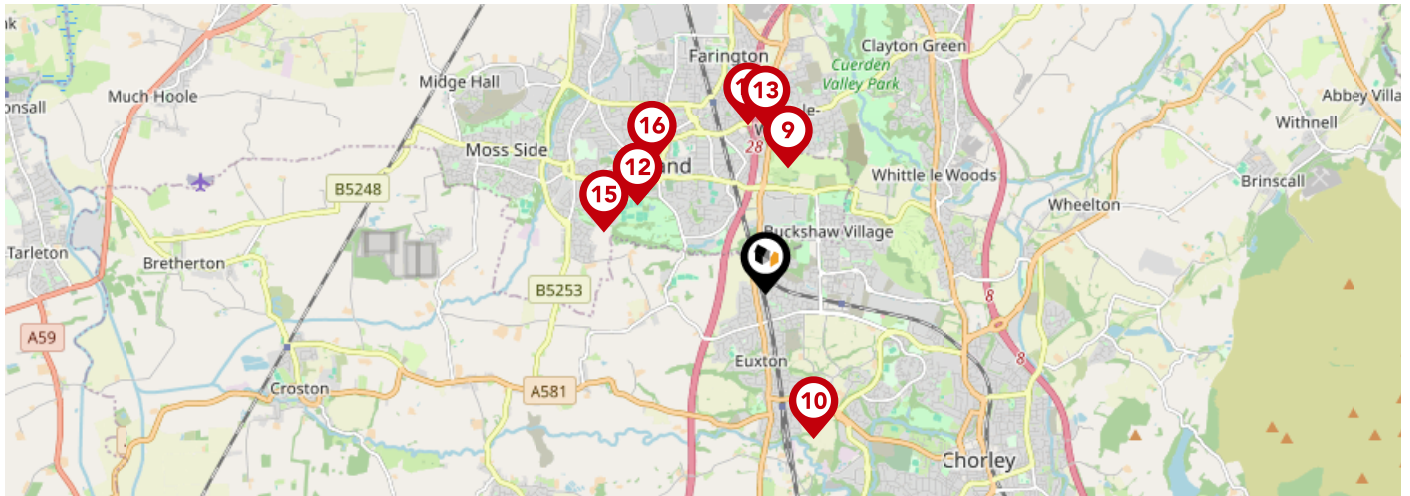 Clayton Green
Farington
Cuerden
Valley Park
Midge Hall
Much Hoole
13
Abbey Villa
onsall
16
9
Withnell
28
Moss Side
12
and
Whittle le Woods
Brinscall
B5248
15
Wheelton
Buckshaw Village
Tarleton
Bretherton
B5253
8
A59
8
Euxton
Croston
A581
10
Chorley